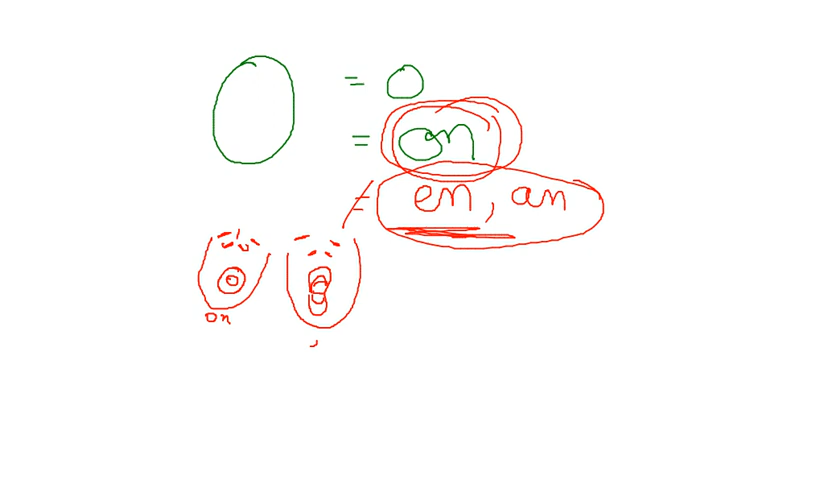 = o
= on
= en, an
on